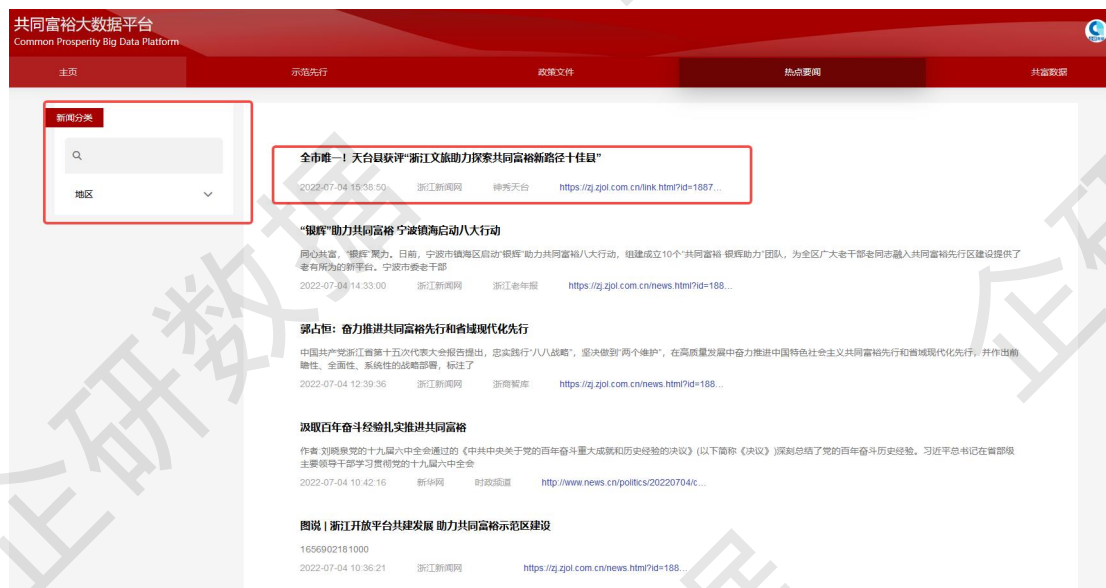 共同富裕大数据平台
Common Prosperity Big Data Platform
主页
示范先行
政策文件
热点要闻
共富数据
新闻分类
地区
全市唯一！天台县获评“浙江文旅助力探索共同富裕新路径十佳县”
2022-07-04 15:38:50 浙江新闻网 神秀天台 https://zj.zjol.com.cn/link.html?id=1887...
“银辉”助力共同富裕 宁波镇海启动八大行动
同心共富，“银辉”聚力。日前，宁波市镇海区启动“银辉”助力共同富裕八大行动，组建成立10个“共同富裕·银辉助力”团队，为全区广大老干部老同志融入共同富裕先行区建设提供了
老有所为的新平台。宁波市委老干部
2022-07-04 14:33:00 浙江新闻网 浙江老年报 https://zj.zjol.com.cn/news.html?id=188...
郭占恒：奋力推进共同富裕先行和省域现代化先行
中国共产党浙江省第十五次代表大会报告提出，忠实践行“八八战略”，坚决做到“两个维护”，在高质量发展中奋力推进中国特色社会主义共同富裕先行和省域现代化先行，并作出前
瞻性、全面性、系统性的战略部署，标注了
2022-07-04 12:39:36 浙江新闻网 浙商智库 https://zj.zjol.com.cn/news.html?id=188...
汲取百年奋斗经验扎实推进共同富裕
作者:刘晓泉党的十九届六中全会通过的《中共中央关于党的百年奋斗重大成就和历史经验的决议》(以下简称《决议》)深刻总结了党的百年奋斗历史经验。习近平总书记在省部级
主要领导干部学习贯彻党的十九届六中全会
2022-07-04 10:42:16 新华网 时政频道 http://www.news.cn/politics/20220704/c...
图说 | 浙江开放平台共建发展 助力共同富裕示范区建设
1656902181000
2022-07-04 10:36:21 浙江新闻网 https://zj.zjol.com.cn/news.html?id=188...
企研数据